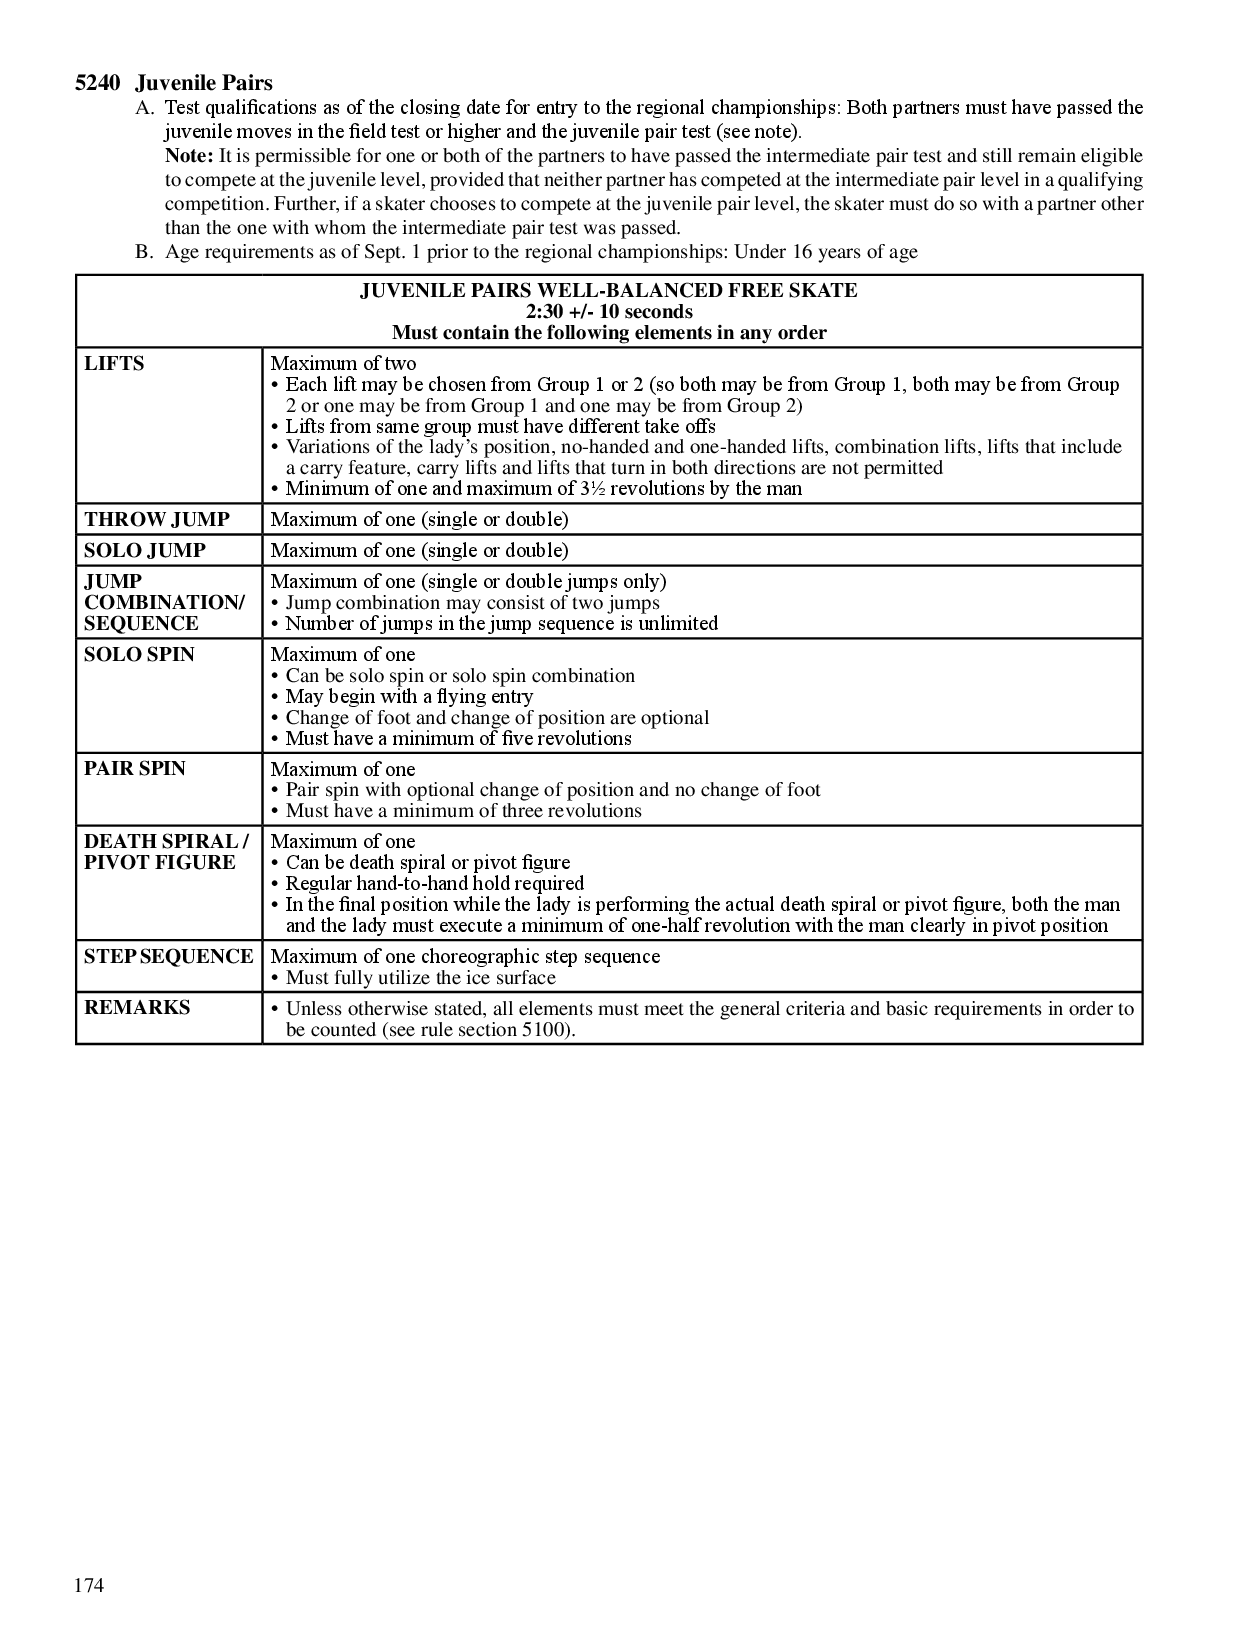 5240 Juvenile Pairs
A. Test qualifications as of the closing date for entry to the regional championships: Both partners must have passed the
juvenile moves in the field test or higher and the juvenile pair test (see note).
Note: It is permissible for one or both of the partners to have passed the intermediate pair test and still remain eligible
to compete at the juvenile level, provided that neither partner has competed at the intermediate pair level in a qualifying
competition. Further, if a skater chooses to compete at the juvenile pair level, the skater must do so with a partner other
than the one with whom the intermediate pair test was passed.
B. Age requirements as of Sept. 1 prior to the regional championships: Under 16 years of age
JUVENILE PAIRS WELL-BALANCED FREE SKATE
2:30 +/- 10 seconds
Must contain the following elements in any order
LIFTS
Maximum of two
• Each lift may be chosen from Group 1 or 2 (so both may be from Group 1, both may be from Group
2 or one may be from Group 1 and one may be from Group 2)
• Lifts from same group must have different take offs
• Variations of the lady’s position, no-handed and one-handed lifts, combination lifts, lifts that include
a carry feature, carry lifts and lifts that turn in both directions are not permitted
• Minimum of one and maximum of 3½ revolutions by the man
THROW JUMP
Maximum of one (single or double)
SOLO JUMP
Maximum of one (single or double)
JUMP
COMBINATION/
SEQUENCE
Maximum of one (single or double jumps only)
• Jump combination may consist of two jumps
• Number of jumps in the jump sequence is unlimited
SOLO SPIN
Maximum of one
• Can be solo spin or solo spin combination
• May begin with a flying entry
• Change of foot and change of position are optional
• Must have a minimum of five revolutions
PAIR SPIN
Maximum of one
• Pair spin with optional change of position and no change of foot
• Must have a minimum of three revolutions
DEATH SPIRAL /
PIVOT FIGURE
Maximum of one
• Can be death spiral or pivot figure
• Regular hand-to-hand hold required
• In the final position while the lady is performing the actual death spiral or pivot figure, both the man
and the lady must execute a minimum of one-half revolution with the man clearly in pivot position
STEP SEQUENCE
Maximum of one choreographic step sequence
• Must fully utilize the ice surface
REMARKS
• Unless otherwise stated, all elements must meet the general criteria and basic requirements in order to
be counted (see rule section 5100).
174